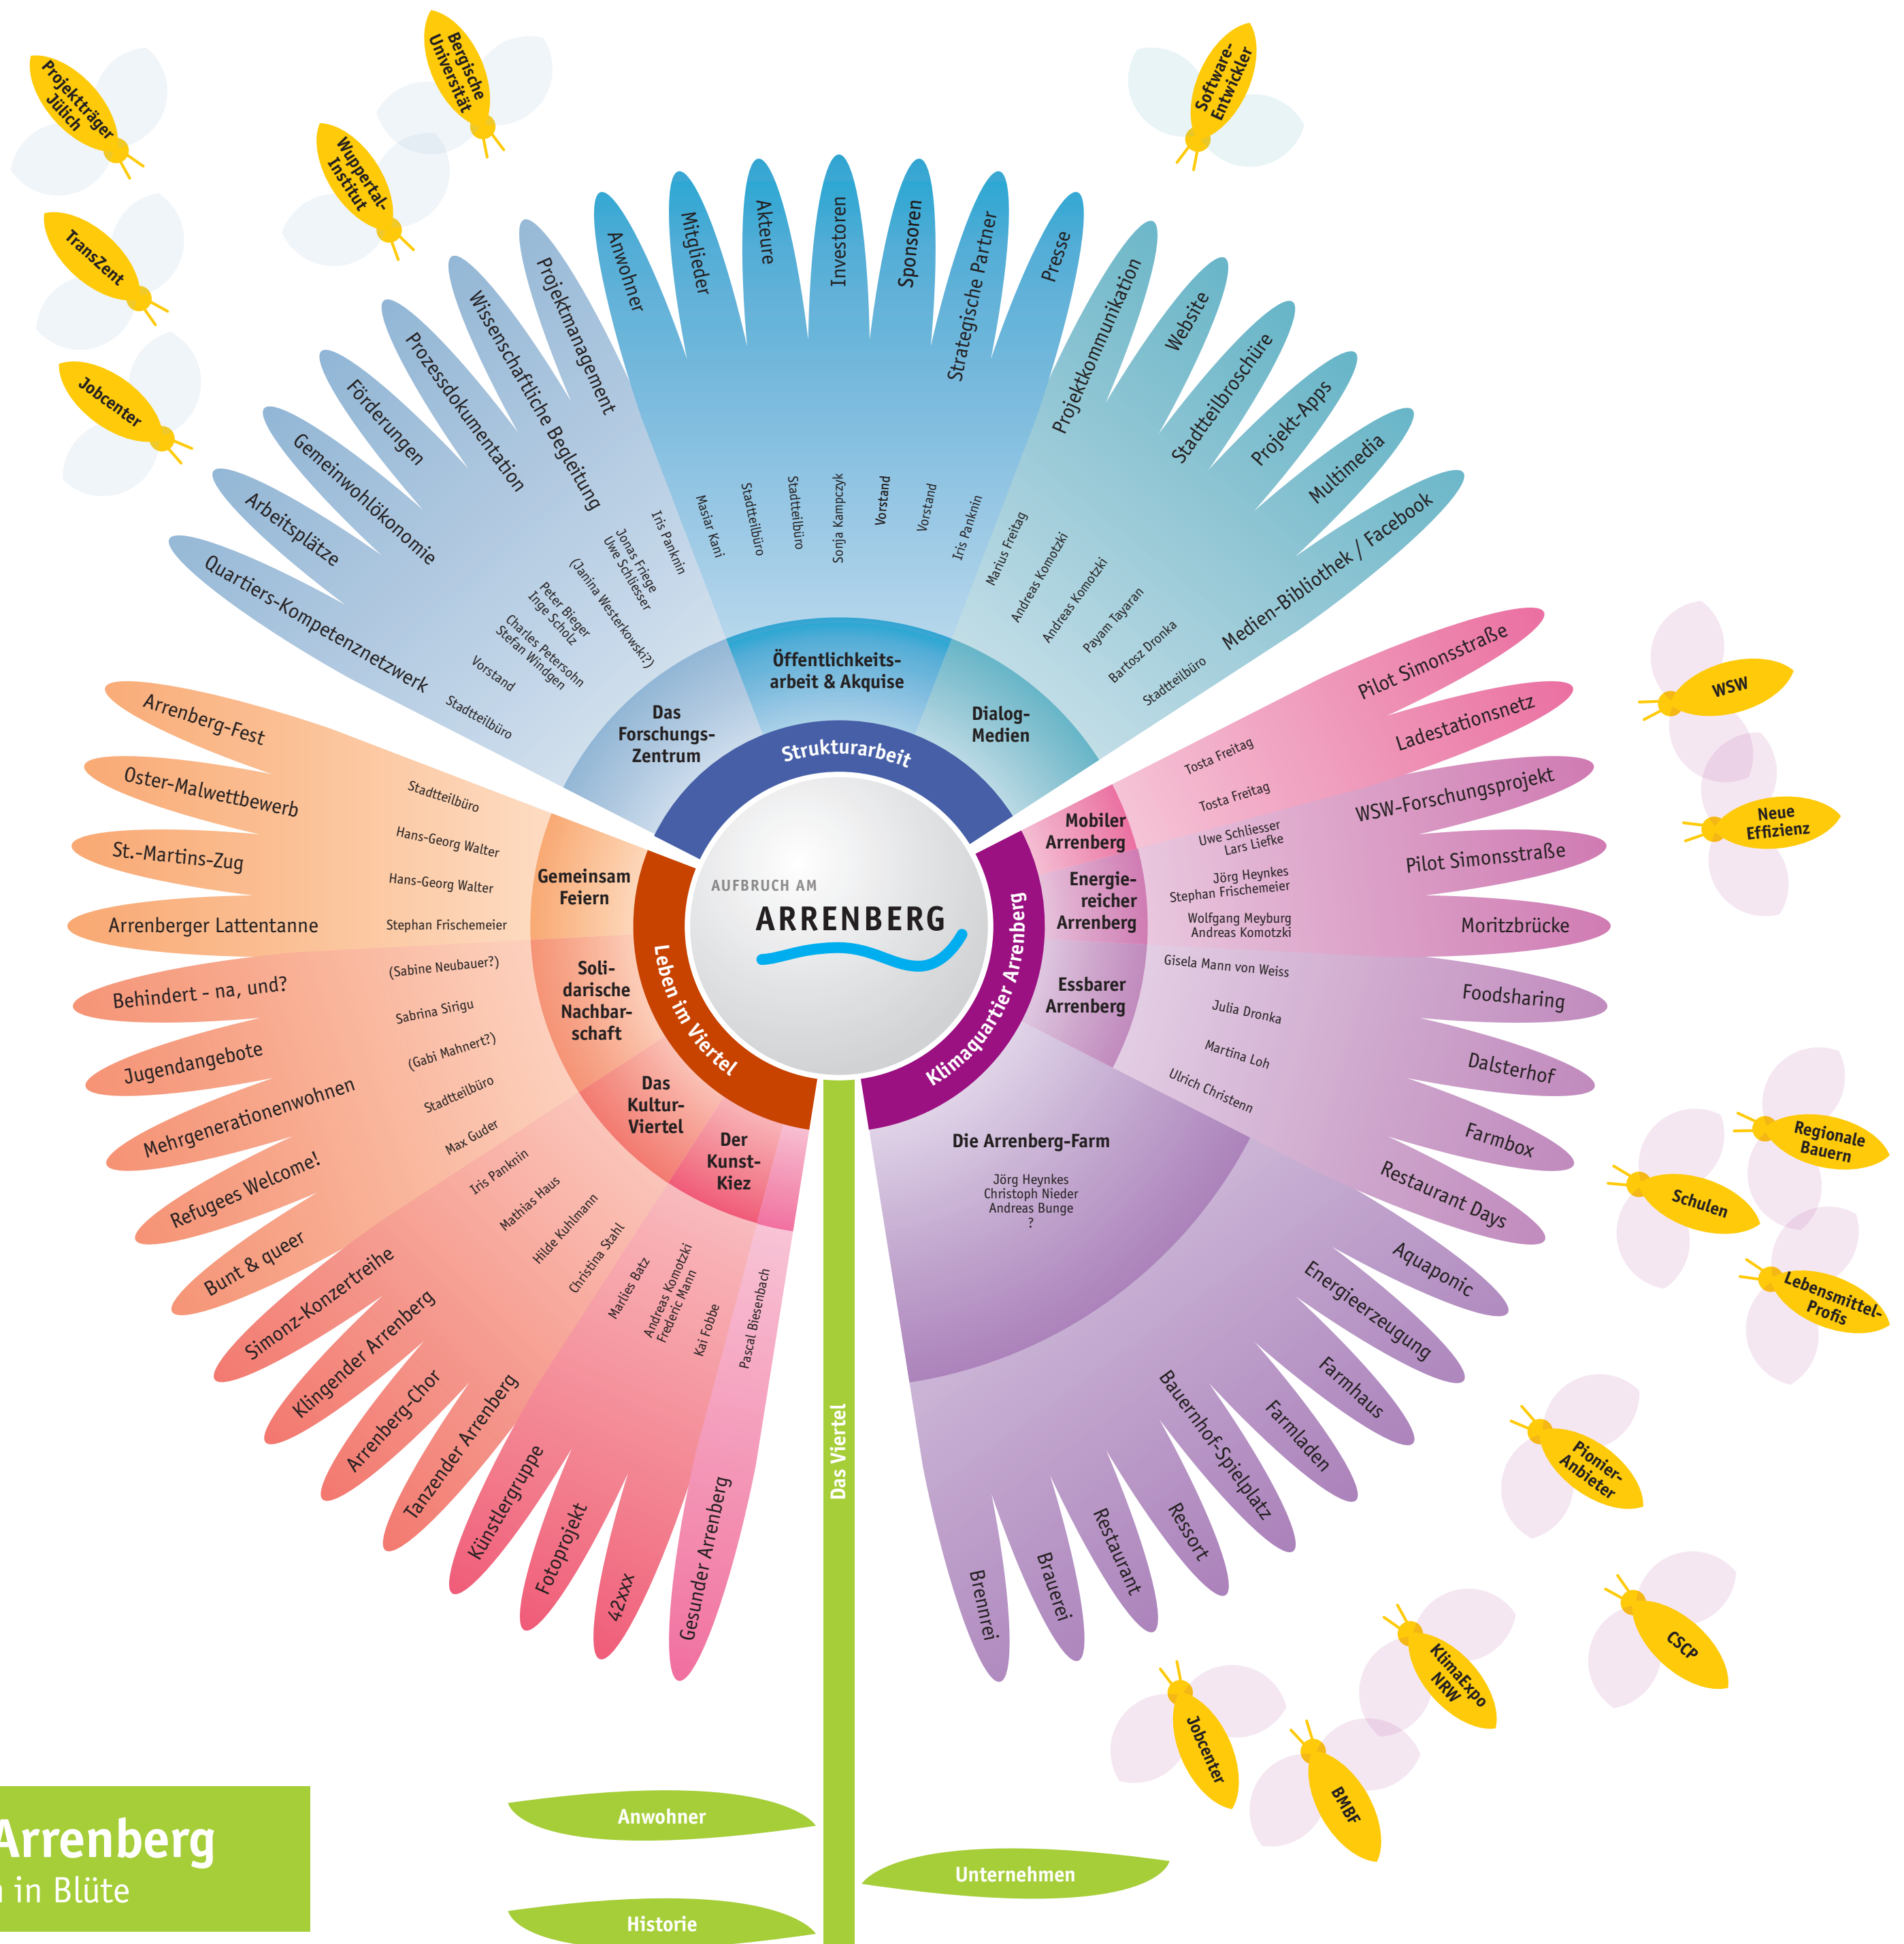 Projektträger
Jülich
Bergische
Universität
Wuppertal-
Institut
TransZent
Jobcenter
Software-
Entwickler
Quartiers-Kompetenznetzwerk
Arbeitsplätze
Gemeinwohlökonomie
Förderungen
Prozessdokumentation
Wissenschaftliche Begleitung
Projektmanagement
Stadtteilbüro
Vorstand
Charles Petersohn
Stefan Windgen
Peter Bieger
Inge Scholz
(Janina Westerkowski?)
Jonas Friege
Uwe Schliesser
Iris Panknin
Das
Forschungs-
Zentrum
Anwohner
Mitglieder
Akteure
Investoren
Sponsoren
Strategische Partner
Presse
Masiar Kani
Stadtteilbüro
Stadtteilbüro
Sonja Kampczyk
Vorstand
Vorstand
Iris Panknin
Öffentlichkeits-
arbeit & Akquise
Projektkommunikation
Website
Stadtteilbroschüre
Projekt-Apps
Multimedia
Medien-Bibliothek / Facebook
Marius Freitag
Andreas Komotzki
Andreas Komotzki
Payam Tayaran
Bartosz Dronka
Stadtteilbüro
Dialog-
Medien
Strukturarbeit
AUFBRUCH AM
ARRENBERG
Pilot Simonsstraße
Ladestationsnetz
Tosta Freitag
Tosta Freitag
Mobiler
Arrenberg
WSW-Forschungsprojekt
Pilot Simonsstraße
Moritzbrücke
Uwe Schliesser
Lars Liefke
Jörg Heynkes
Stephan Frischemeier
Wolfgang Meyburg
Andreas Komotzki
Energie-
reicher
Arrenberg
Foodsharing
Dalsterhof
Farmbox
Restaurant Days
Gisela Mann von Weiss
Julia Dronka
Martina Loh
Ulrich Christenn
Essbarer
Arrenberg
Klimaquartier Arrenberg
Die Arrenberg-Farm
Jörg Heynkes
Christoph Nieder
Andreas Bunge
?
Aquaponic
Energieerzeugung
Farmhaus
Farmladen
Bauernhof-Spielplatz
Ressort
Restaurant
Brauerei
Brennrei
WSW
Neue
Effizienz
Regionale
Bauern
Schulen
Lebensmittel-
Profis
Pionier-
Anbieter
CSCP
KlimaExpo
NRW
BMBF
Jobcenter
Arrenberg-Fest
Oster-Malwettbewerb
St.-Martins-Zug
Arrenberger Lattentanne
Stadtteilbüro
Hans-Georg Walter
Hans-Georg Walter
Stephan Frischemeier
Gemeinsam
Feiern
Behindert - na, und?
Jugendangebote
Mehrgenerationenwohnen
Refugees Welcome!
Bunt & queer
(Sabine Neubauer?)
Sabrina Sirigu
(Gabi Mahnert?)
Stadtteilbüro
Max Guder
Soli-
darische
Nachbar-
schaft
Leben im Viertel
Simonz-Konzertreihe
Klingender Arrenberg
Arrenberg-Chor
Tanzender Arrenberg
Iris Panknin
Mathias Haus
Hilde Kuhlmann
Christina Stahl
Das
Kultur-
Viertel
Künstlergruppe
Fotoprojekt
42xxx
Marlies Batz
Andreas Komotzki
Frederic Mann
Kai Fobbe
Der
Kunst-
Kiez
Gesunder Arrenberg
Pascal Biesenbach
Das Viertel
Anwohner
Unternehmen
Historie
Arrenberg
in Blüte